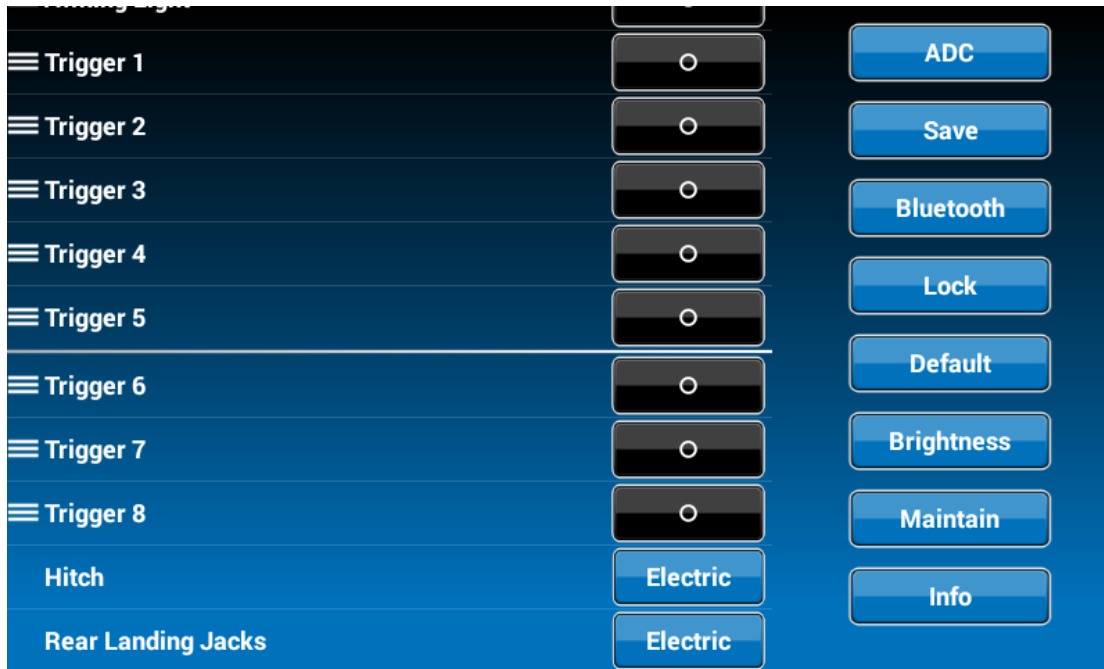 Trigger 1
Trigger 2
Trigger 3
Trigger 4
Trigger 5
Trigger 6
Trigger 7
Trigger 8
Hitch Electric
Rear Landing Jacks Electric
ADC
Save
Bluetooth
Lock
Default
Brightness
Maintain
Info